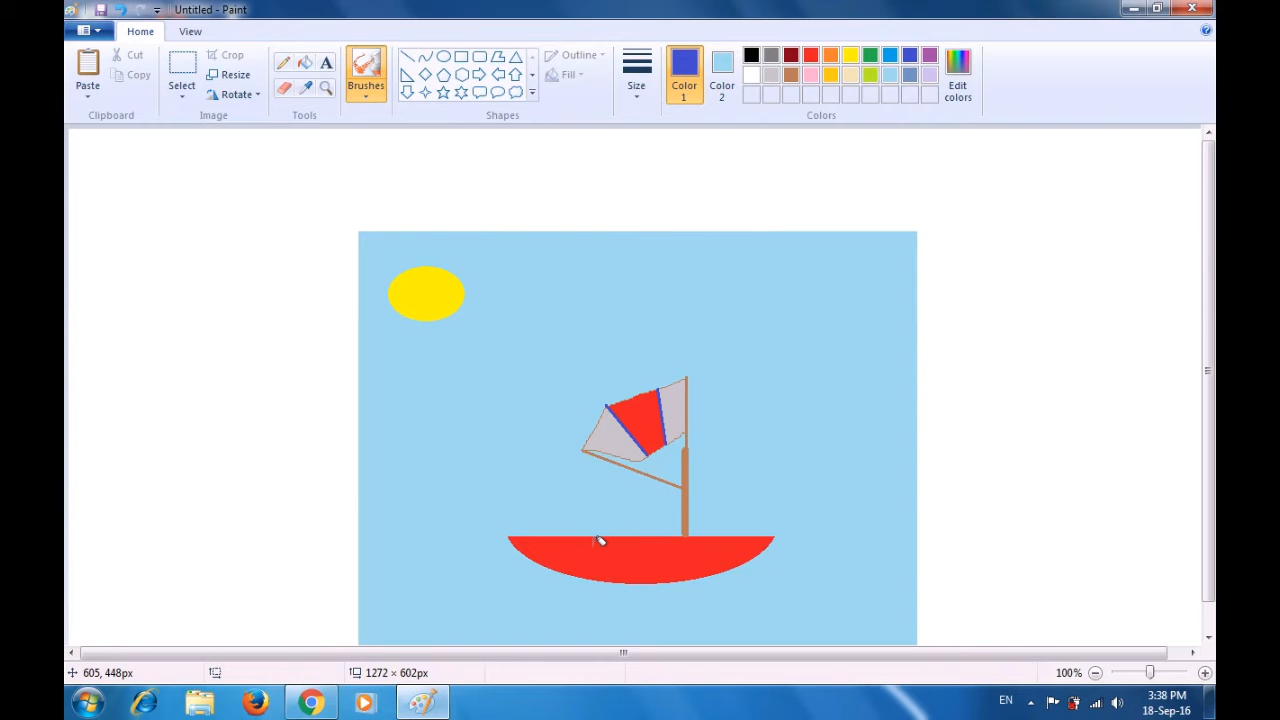 Untitled - Paint
Home View
Paste
Cut
Copy
Clipboard
Select
Crop
Resize
Rotate
Image
A
Tools
Brushes
Outline
Fill
Shapes
Size
Color 1
Color 2
Edit colors
Colors
605, 448px
1272 × 602px
100%
EN
3:38 PM
18-Sep-16